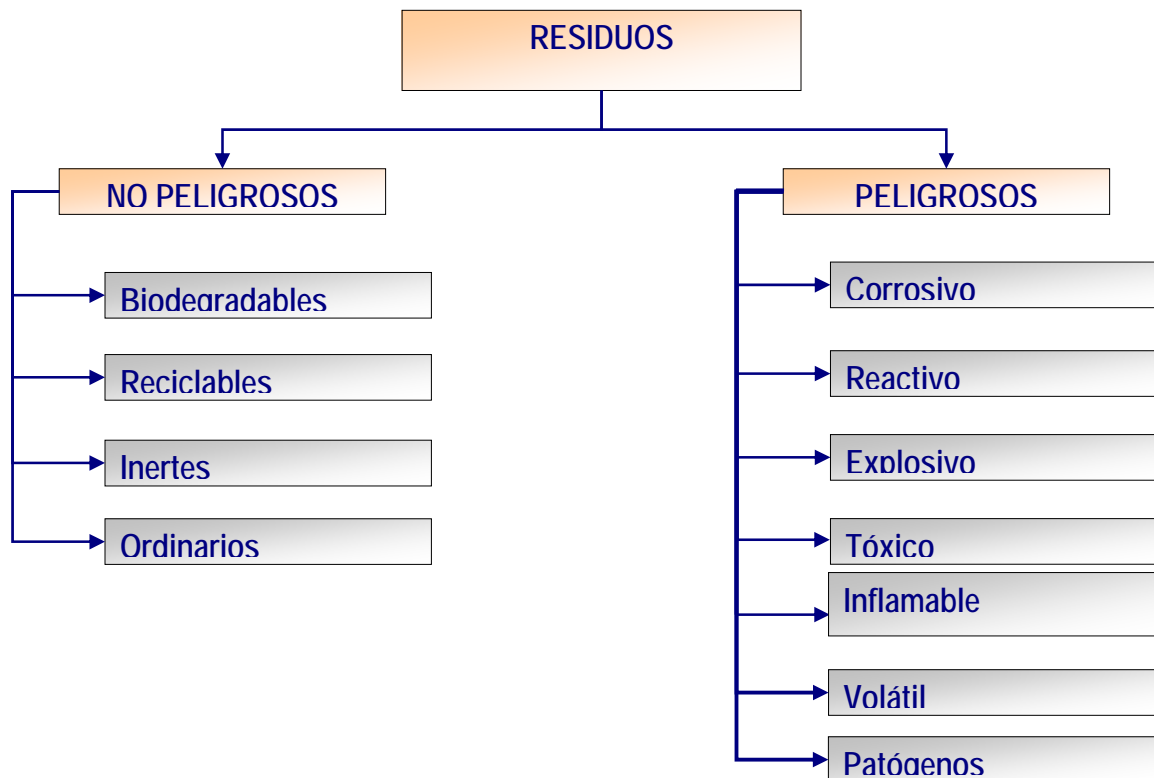 RESIDUOS
NO PELIGROSOS
Biodegradables
Reciclables
Inertes
Ordinarios
PELIGROSOS
Corrosivo
Reactivo
Explosivo
Tóxico
Inflamable
Volátil
Patógenos